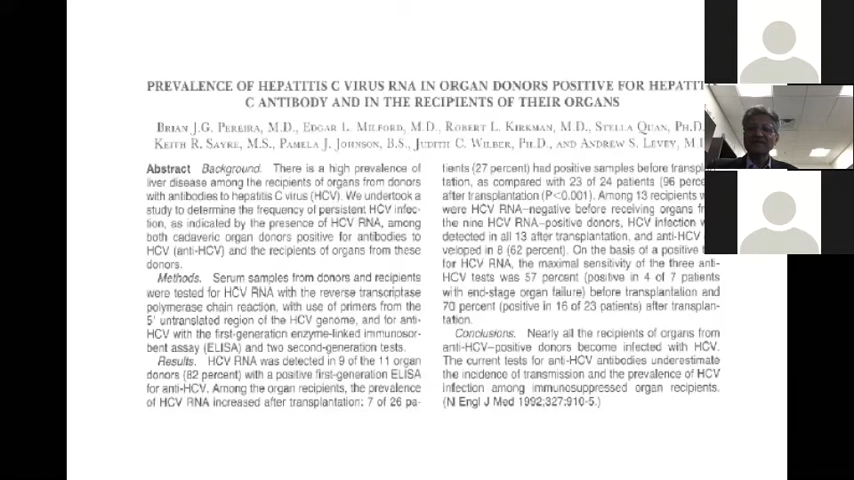 PREVALENCE OF HEPATITIS C VIRUS RNA IN ORGAN DONORS POSITIVE FOR HEPATIT
C ANTIBODY AND IN THE RECIPIENTS OF THEIR ORGANS
BRIAN J.G. PEREIRA, M.D., EDGAR L. MILFORD, M.D., ROBERT L. KIRKMAN, M.D., STELLA QUAN, PH.D.
KEITH R. SAYRE, M.S., PAMELA J. JOHNSON, B.S., JUDITH C. WILBER, PH.D., AND ANDREW S. LEVEY, M.
Abstract Background. There is a high prevalence of
liver disease among the recipients of organs from donors
with antibodies to hepatitis C virus (HCV). We undertook a
study to determine the frequency of persistent HCV infec-
tion, as indicated by the presence of HCV RNA, among
both cadaveric organ donors positive for antibodies to
HCV (anti-HCV) and the recipients of organs from these
donors.
Methods. Serum samples from donors and recipients
were tested for HCV RNA with the reverse transcriptase
polymerase chain reaction, with use of primers from the
5' untranslated region of the HCV genome, and for anti-
HCV with the first-generation enzyme-linked immunosor-
bent assay (ELISA) and two second-generation tests.
Results. HCV RNA was detected in 9 of the 11 organ
donors (82 percent) with a positive first-generation ELISA
for anti-HCV. Among the organ recipients, the prevalence
of HCV RNA increased after transplantation: 7 of 26 pa-
tients (27 percent) had positive samples before transpl
tation, as compared with 23 of 24 patients (96 perc
after transplantation (P<0.001). Among 13 recipients
were HCV RNA–negative before receiving organs f
the nine HCV RNA–positive donors, HCV infection
detected in all 13 after transplantation, and anti-HCV
veloped in 8 (62 percent). On the basis of a positive
for HCV RNA, the maximal sensitivity of the three anti-
HCV tests was 57 percent (positive in 4 of 7 patients
with end-stage organ failure) before transplantation and
70 percent (positive in 16 of 23 patients) after transplan-
tation.
Conclusions. Nearly all the recipients of organs from
anti-HCV–positive donors become infected with HCV.
The current tests for anti-HCV antibodies underestimate
the incidence of transmission and the prevalence of HCV
infection among immunosuppressed organ recipients.
(N Engl J Med 1992;327:910-5.)